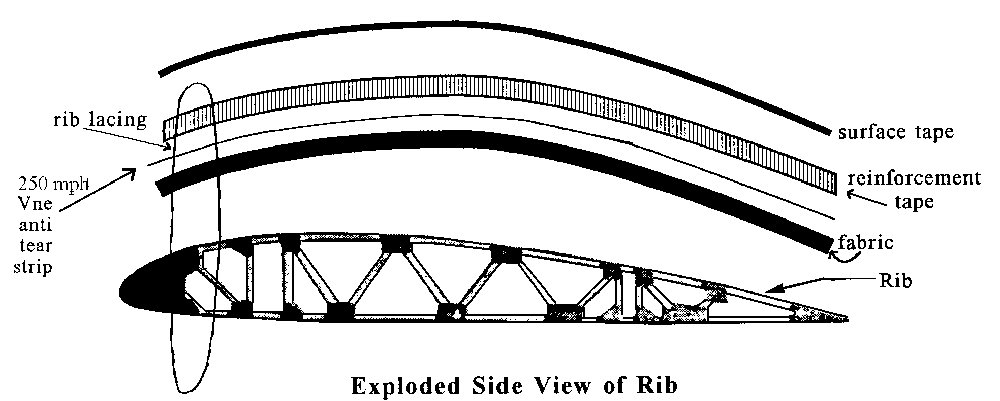 rib lacing
surface tape
250 mph
Vne
anti
tear
strip
reinforcement
tape
fabric
Rib
Exploded Side View of Rib